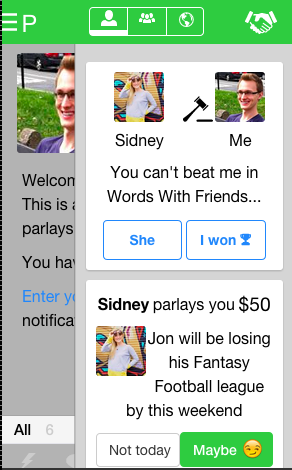 P
Sidney Me
You can't beat me in
Words With Friends...
She I won
Sidney parlays you $50
Jon will be losing
his Fantasy
Football league
by this weekend
Not today Maybe
Welcom
This is a
parlays
You hav
Enter yo
notifica
All 6